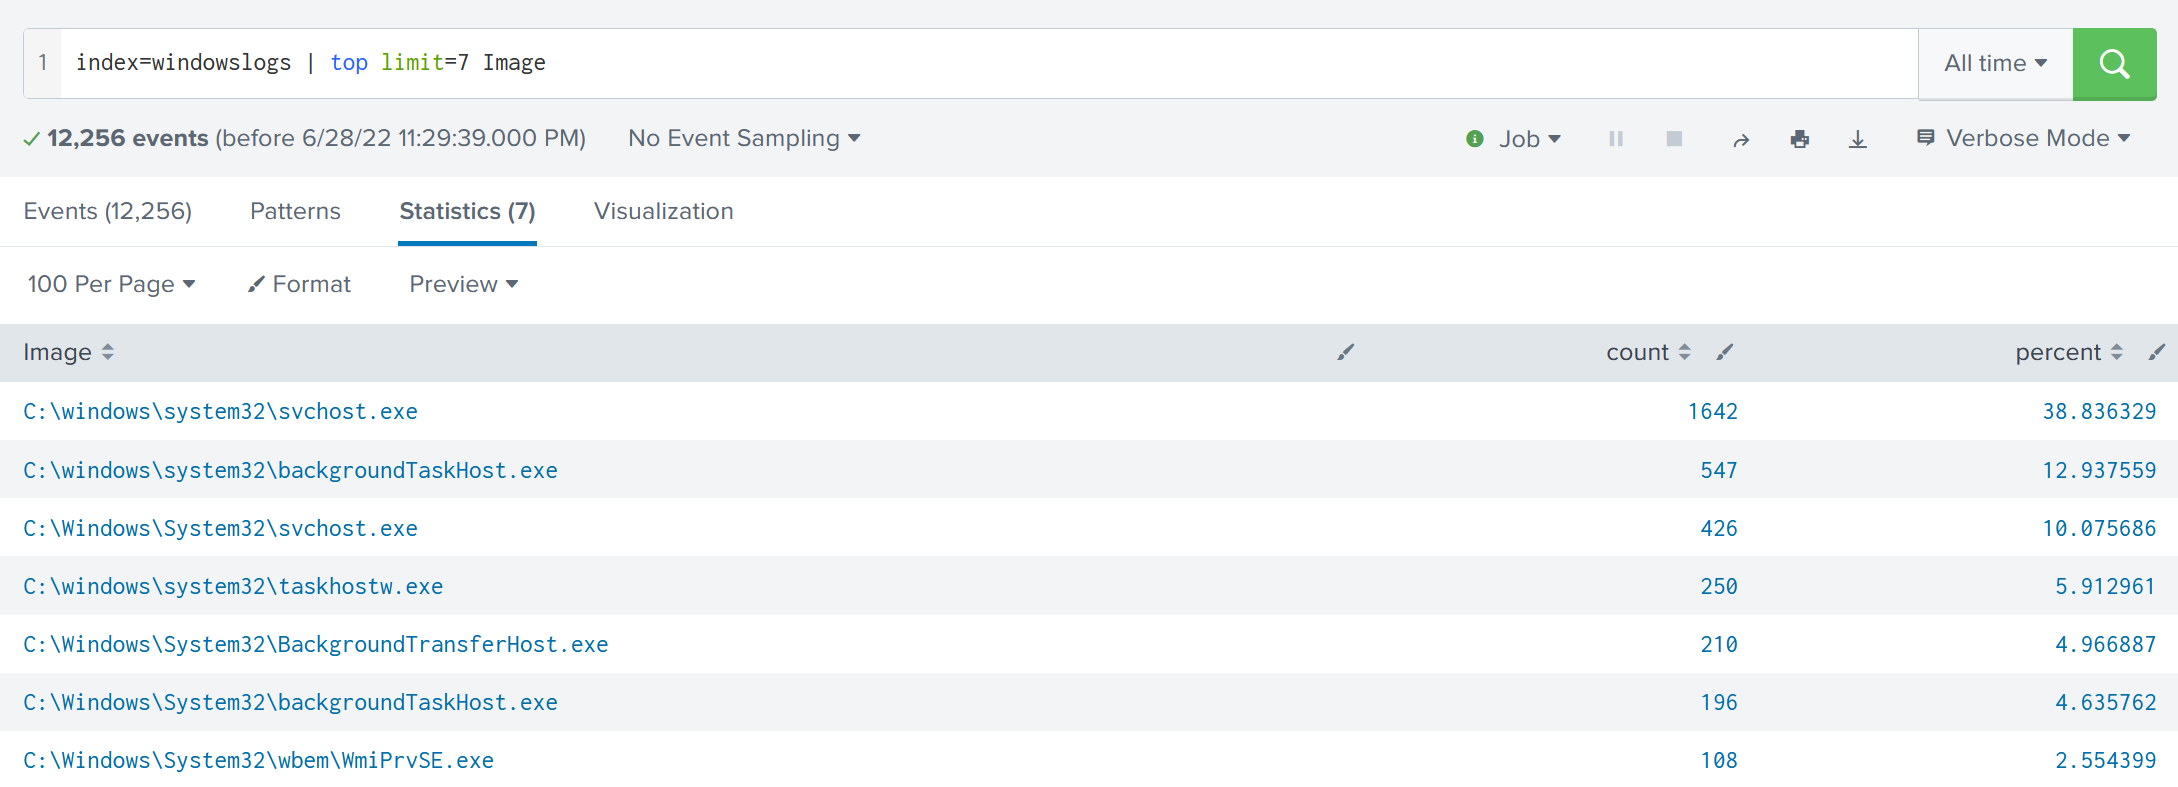 1 index=windowslogs | top limit=7 Image All time
12,256 events (before 6/28/22 11:29:39.000 PM) No Event Sampling Job Verbose Mode
Events (12,256) Patterns Statistics (7) Visualization
100 Per Page Format Preview
Image count percent
C:\windows\system32\svchost.exe 1642 38.836329
C:\windows\system32\backgroundTaskHost.exe 547 12.937559
C:\Windows\System32\svchost.exe 426 10.075686
C:\windows\system32\taskhostw.exe 250 5.912961
C:\Windows\System32\BackgroundTransferHost.exe 210 4.966887
C:\Windows\System32\backgroundTaskHost.exe 196 4.635762
C:\Windows\System32\wbem\WmiPrvSE.exe 108 2.554399